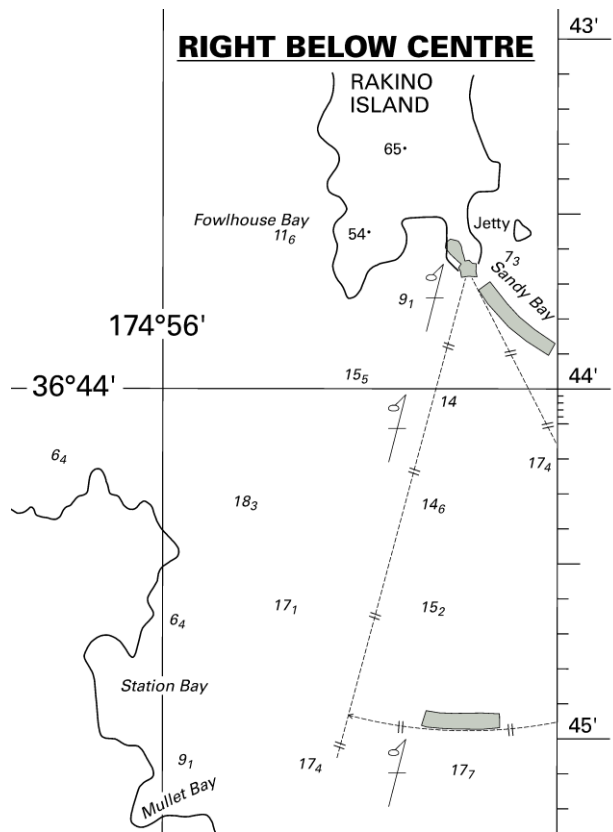 43'
RIGHT BELOW CENTRE
RAKINO
ISLAND
65
Fowlhouse Bay
11₆
54
Jetty
7₃
Sandy Bay
9₁
174°56'
15₅
36°44'
44'
14
6₄
17₄
18₃
14₆
17₁
15₂
6₄
Station Bay
45'
9₁
17₄
17₇
Mullet Bay